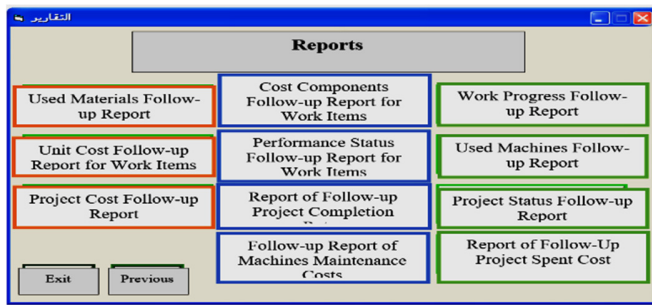 التقارير
Reports
Used Materials Follow-
up Report
Cost Components
Follow-up Report for
Work Items
Work Progress Follow-
up Report
Unit Cost Follow-up
Report for Work Items
Performance Status
Follow-up Report for
Work Items
Used Machines Follow-
up Report
Project Cost Follow-up
Report
Report of Follow-up
Project Completion
Project Status Follow-up
Report
Follow-up Report of
Machines Maintenance
Costs
Report of Follow-Up
Project Spent Cost
Exit
Previous